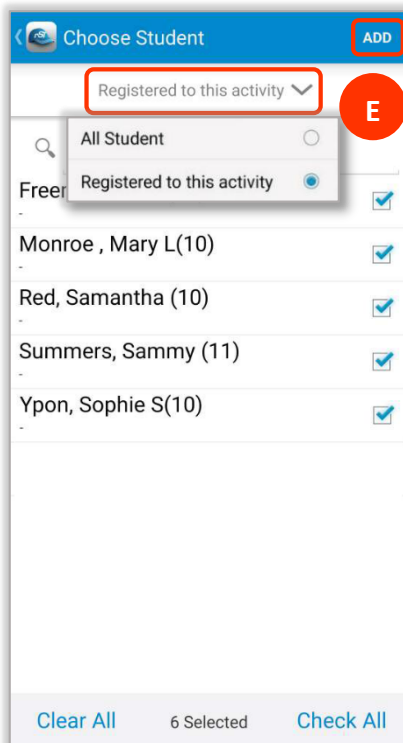 Choose Student
ADD
Registered to this activity
E
All Student
Registered to this activity
-
Monroe , Mary L(10)
-
Red, Samantha (10)
-
Summers, Sammy (11)
-
Ypon, Sophie S(10)
-
Clear All
6 Selected
Check All